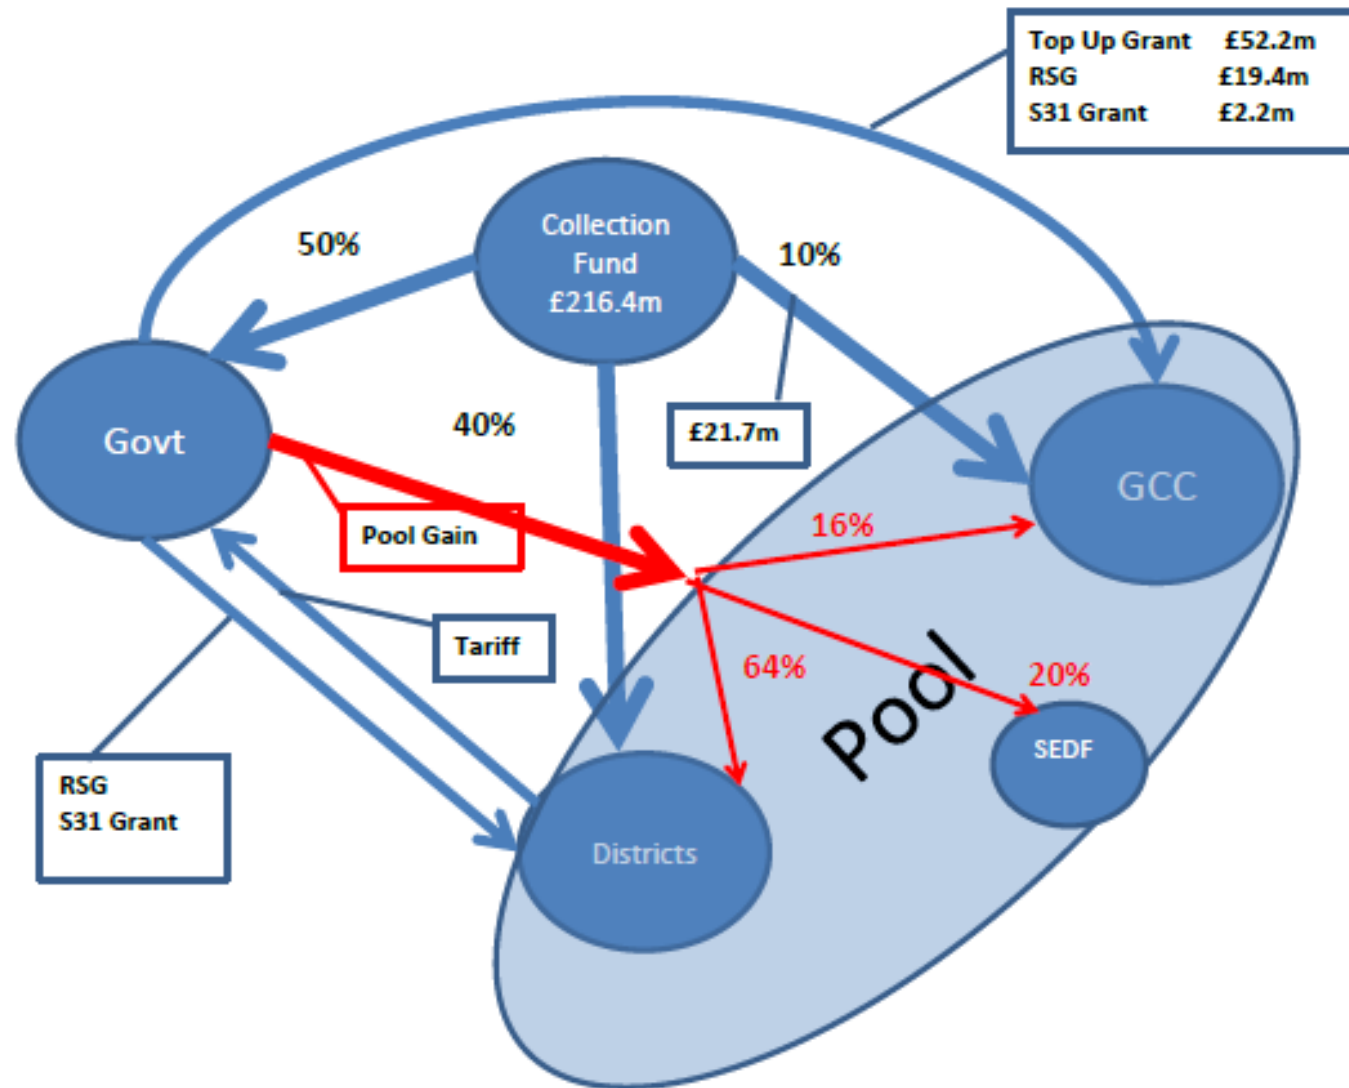 Top Up Grant £52.2m
RSG £19.4m
S31 Grant £2.2m
Collection
Fund
£216.4m
50%
10%
40%
£21.7m
Govt
GCC
Pool Gain
16%
Tariff
64%
20%
Pool
SEDF
RSG
S31 Grant
Districts